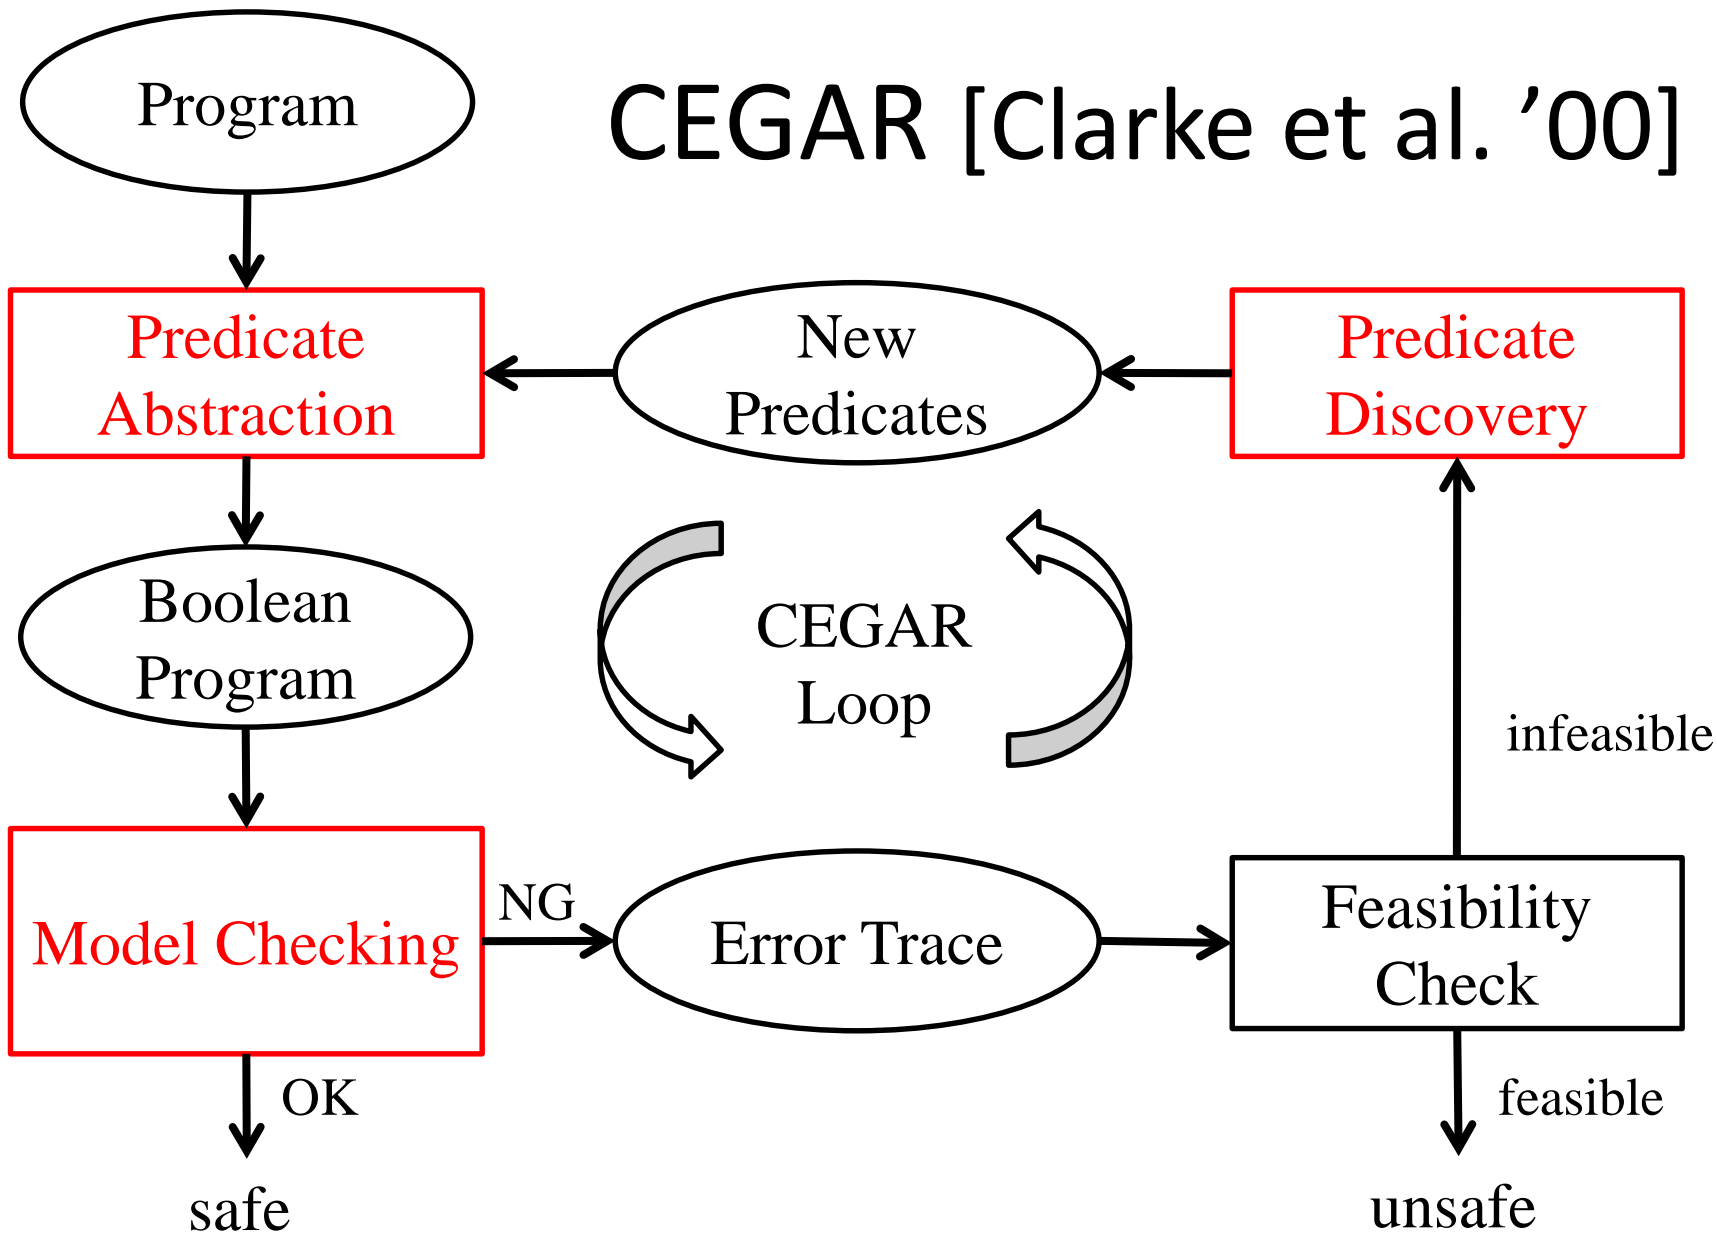 Program
CEGAR [Clarke et al. ’00]
Predicate
Abstraction
New
Predicates
Predicate
Discovery
Boolean
Program
CEGAR
Loop
infeasible
Model Checking
NG
Error Trace
Feasibility
Check
OK
feasible
safe
unsafe